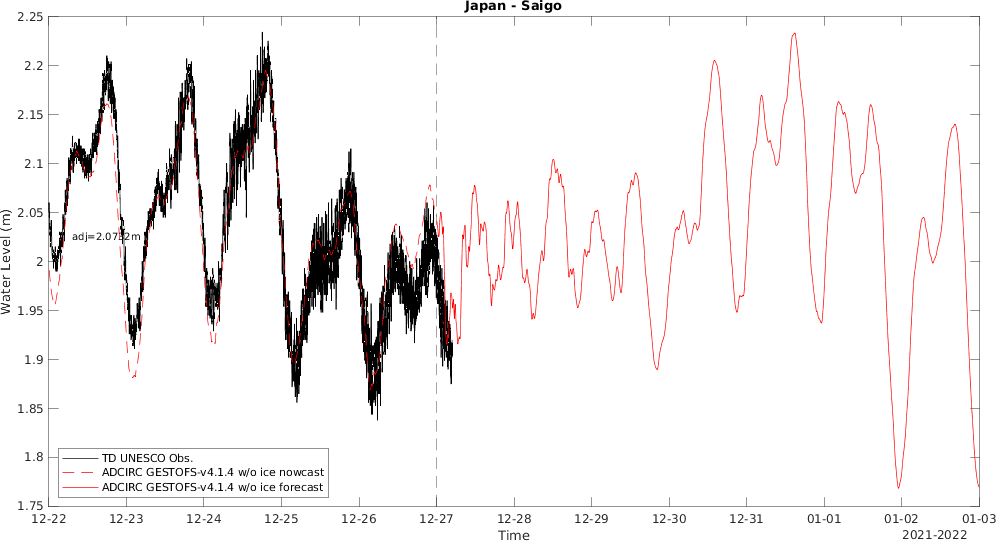 Japan - Saigo
Water Level (m)
2.25
2.2
2.15
2.1
2.05
2
1.95
1.9
1.85
1.8
1.75
TD UNESCO Obs.
ADCIRC GESTOFS-v4.1.4 w/o ice nowcast
ADCIRC GESTOFS-v4.1.4 w/o ice forecast
12-22 12-23 12-24 12-25 12-26 12-27 12-28 12-29 12-30 12-31 01-01 01-02 01-03
Time
2021-2022